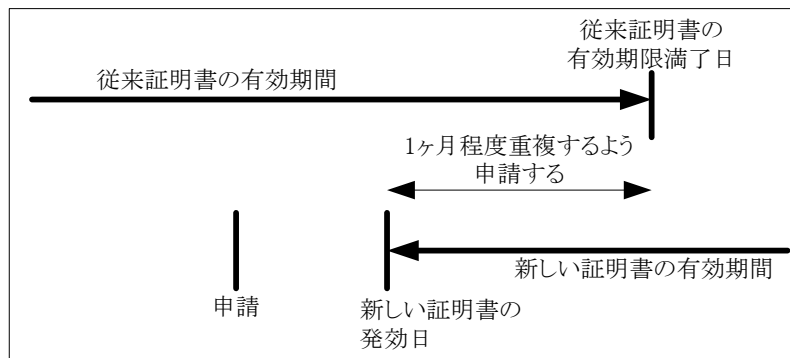 従来証明書の
有効期限満了日
従来証明書の有効期間
1ヶ月程度重複するよう
申請する
新しい証明書の有効期間
申請
新しい証明書の
発効日